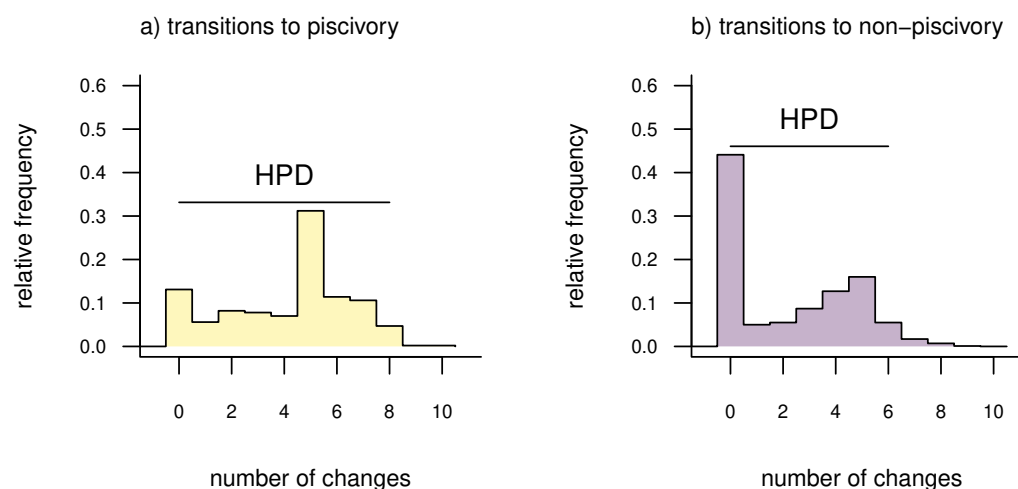 a) transitions to piscivory
relative frequency
0.6
0.5
0.4
0.3
0.2
0.1
0.0
HPD
0 2 4 6 8 10
number of changes
b) transitions to non−piscivory
relative frequency
0.6
0.5
0.4
0.3
0.2
0.1
0.0
HPD
0 2 4 6 8 10
number of changes